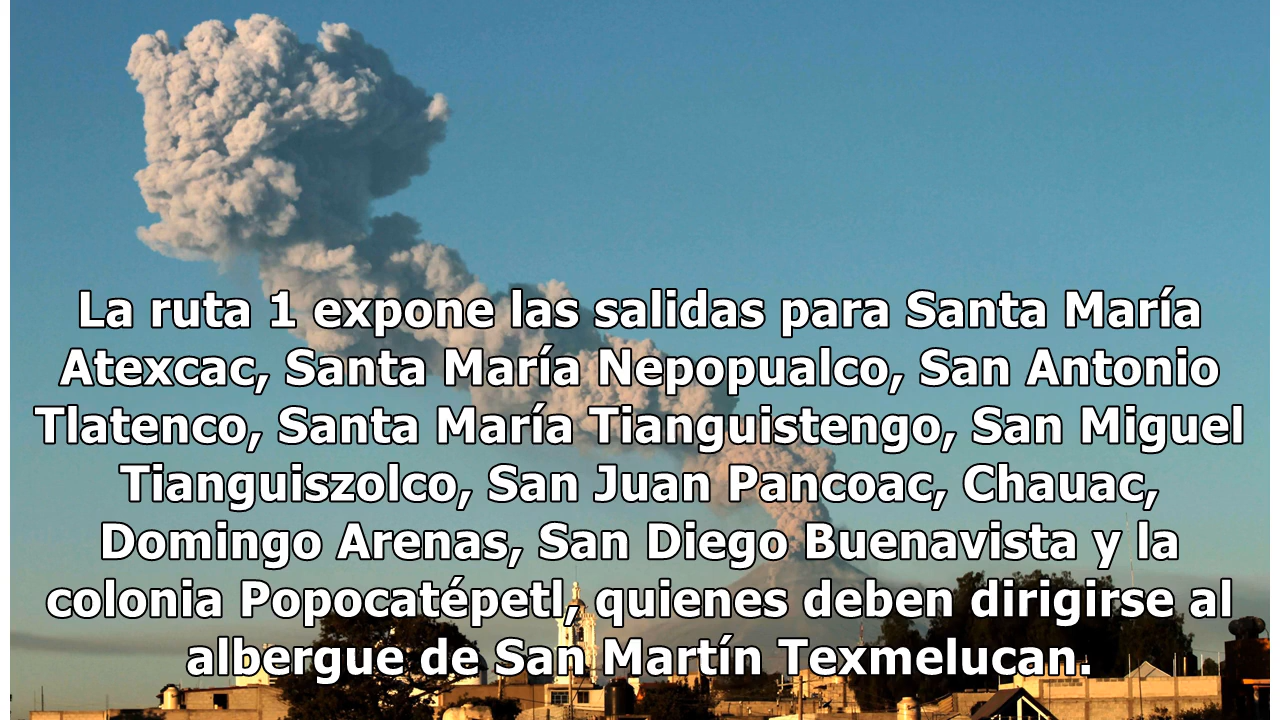 La ruta 1 expone las salidas para Santa María
Atexcac, Santa María Nepopualco, San Antonio
Tlatenco, Santa María Tianguistengo, San Miguel
Tianguiszolco, San Juan Pancoac, Chauac,
Domingo Arenas, San Diego Buenavista y la
colonia Popocatépetl, quienes deben dirigirse al
albergue de San Martín Texmelucan.